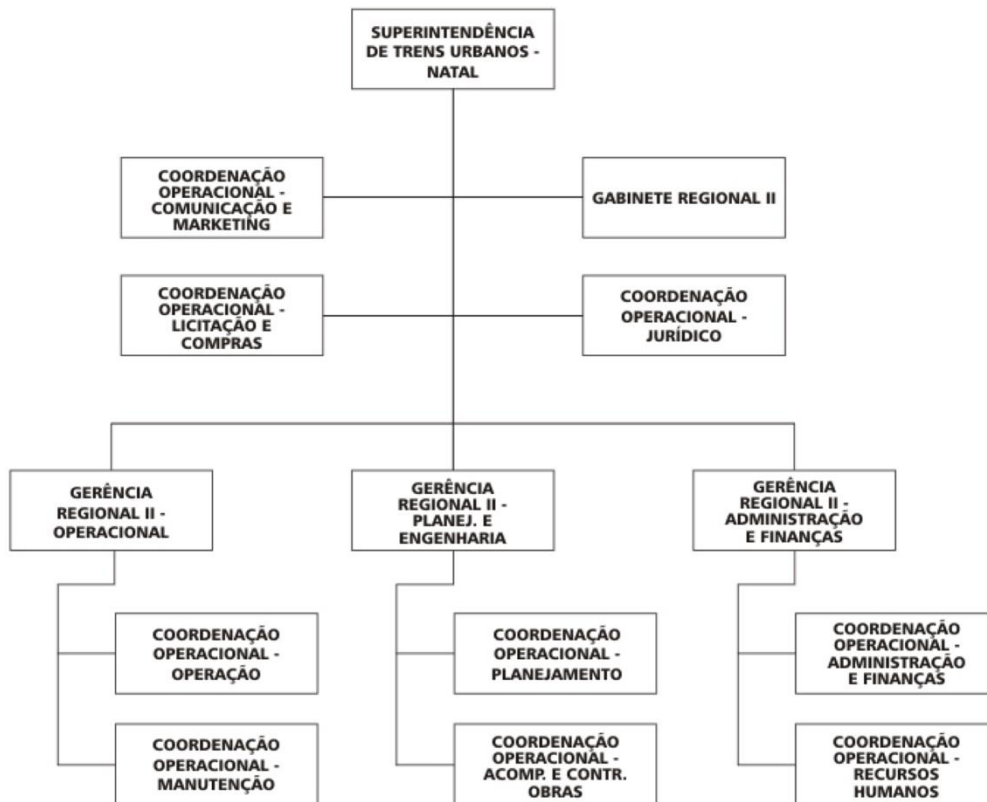 SUPERINTENDÊNCIA
DE TRENS URBANOS -
NATAL
COORDENAÇÃO
OPERACIONAL -
COMUNICAÇÃO E
MARKETING
GABINETE REGIONAL II
COORDENAÇÃO
OPERACIONAL -
LICITAÇÃO E
COMPRAS
COORDENAÇÃO
OPERACIONAL -
JURÍDICO
GERÊNCIA
REGIONAL II -
OPERACIONAL
GERÊNCIA
REGIONAL II -
PLANEJ. E
ENGENHARIA
GERÊNCIA
REGIONAL II -
ADMINISTRAÇÃO
E FINANÇAS
COORDENAÇÃO
OPERACIONAL -
OPERAÇÃO
COORDENAÇÃO
OPERACIONAL -
PLANEJAMENTO
COORDENAÇÃO
OPERACIONAL -
ADMINISTRAÇÃO
E FINANÇAS
COORDENAÇÃO
OPERACIONAL -
MANUTENÇÃO
COORDENAÇÃO
OPERACIONAL -
ACOMP. E CONTR.
OBRAS
COORDENAÇÃO
OPERACIONAL -
RECURSOS
HUMANOS